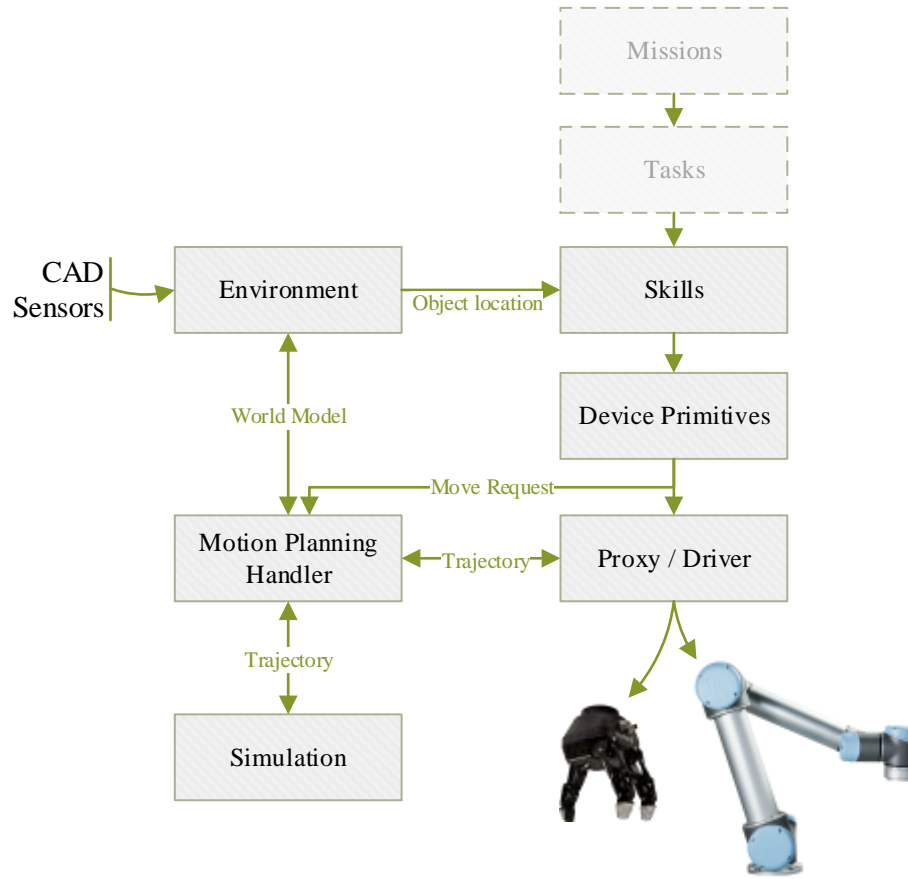 Missions
Tasks
CAD
Sensors
Environment
Object location
Skills
Device Primitives
World Model
Move Request
Motion Planning
Handler
Trajectory
Proxy / Driver
Trajectory
Simulation